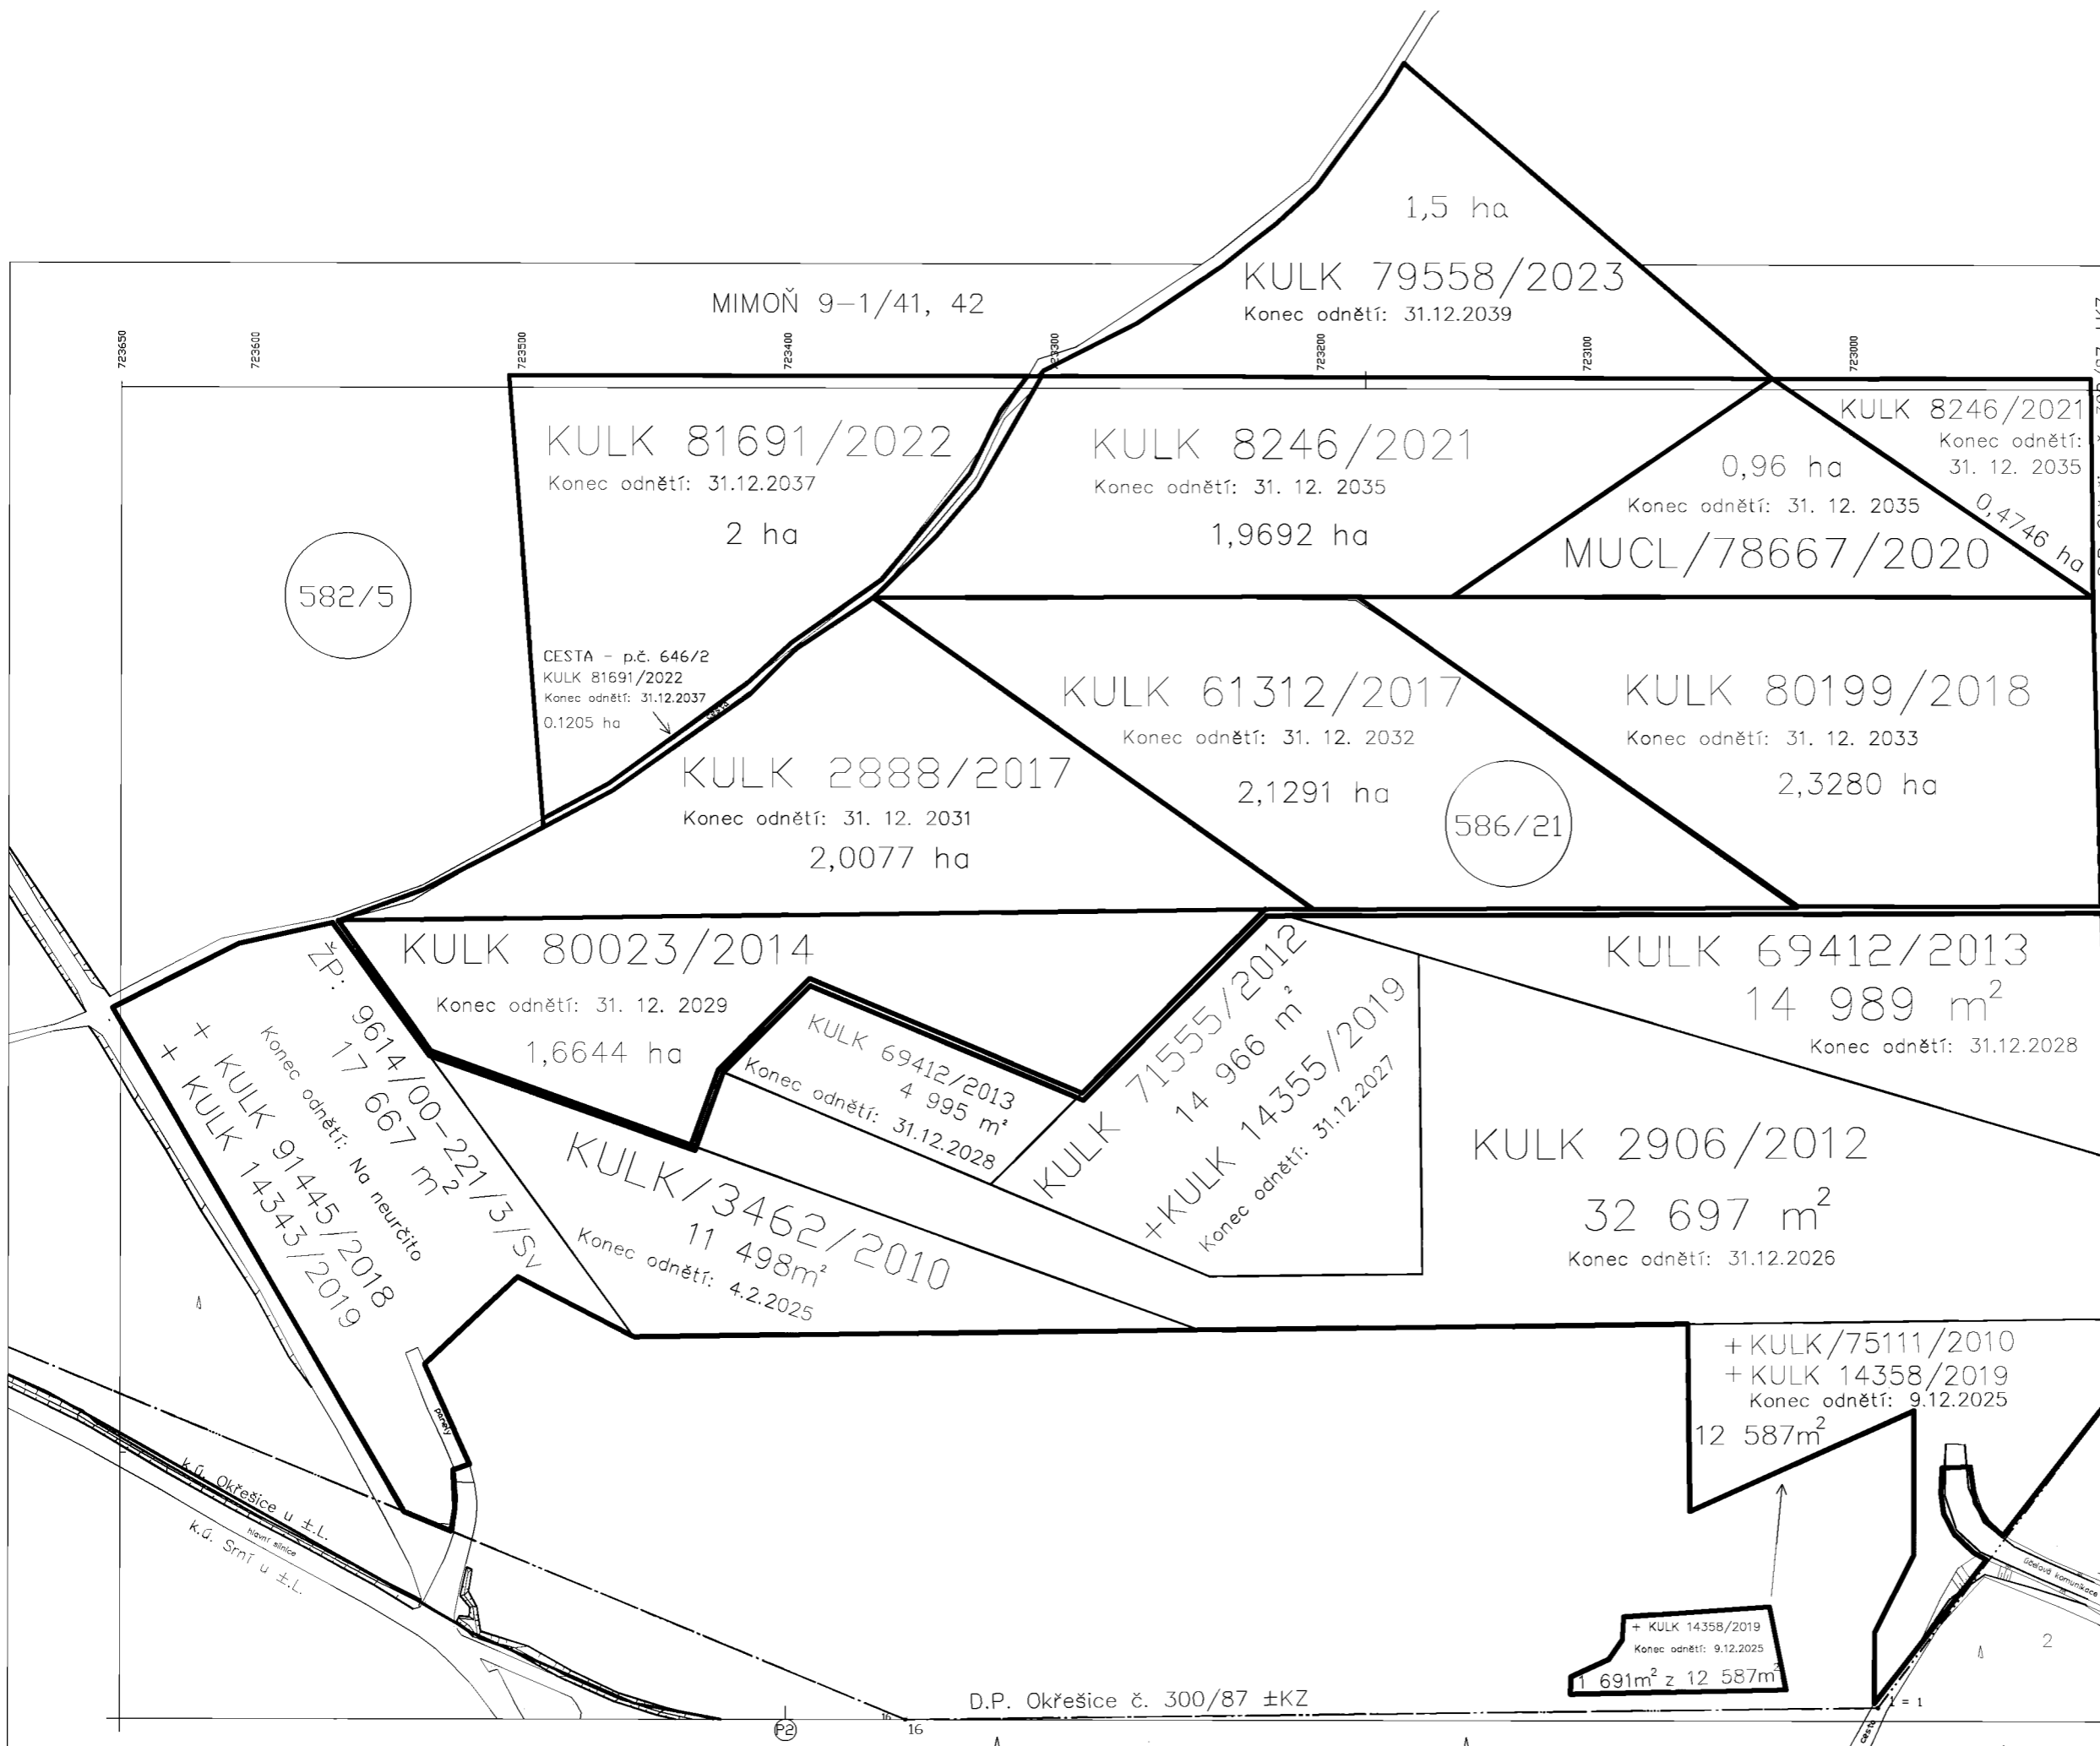 1,5 ha
KULK 79558/2023
Konec odnětí: 31.12.2039
MIMOŇ 9-1/41, 42
723650
723600
723500
723400
723300
723200
723100
723000
KULK 81691/2022
Konec odnětí: 31.12.2037
2 ha
KULK 8246/2021
Konec odnětí: 31. 12. 2035
1,9692 ha
0,96 ha
Konec odnětí: 31. 12. 2035
MUCL/78667/2020
KULK 8246/2021
Konec odnětí:
31. 12. 2035
0,4746 ha
582/5
CESTA - p.č. 646/2
KULK 81691/2022
Konec odnětí: 31.12.2037
0.1205 ha
cesta
KULK 2888/2017
Konec odnětí: 31. 12. 2031
2,0077 ha
KULK 61312/2017
Konec odnětí: 31. 12. 2032
2,1291 ha
586/21
KULK 80199/2018
Konec odnětí: 31. 12. 2033
2,3280 ha
KULK 80023/2014
Konec odnětí: 31. 12. 2029
1,6644 ha
KULK 69412/2013
4 995 m²
Konec odnětí: 31.12.2028
KULK 71555/2012
14 966 m²
+KULK 14355/2019
Konec odnětí: 31.12.2027
KULK 69412/2013
14 989 m²
Konec odnětí: 31.12.2028
KULK 2906/2012
32 697 m²
Konec odnětí: 31.12.2026
ŽP: 9614/00-221/3/Sv
17 667 m²
Konec odnětí: Na neurčito
+ KULK 91445/2018
+ KULK 14343/2019
KULK/3462/2010
11 498m²
Konec odnětí: 4.2.2025
+KULK/75111/2010
+KULK 14358/2019
Konec odnětí: 9.12.2025
12 587m²
panely
k.ú. Okřešice u ±.L.
hlavní silnice
k.ú. Srní u ±.L.
účelová komunikace
+ KULK 14358/2019
Konec odnětí: 9.12.2025
1 691m² z 12 587m²
2
D.P. Okřešice č. 300/87 ±KZ
1 = 1
P2
16
16
cesta